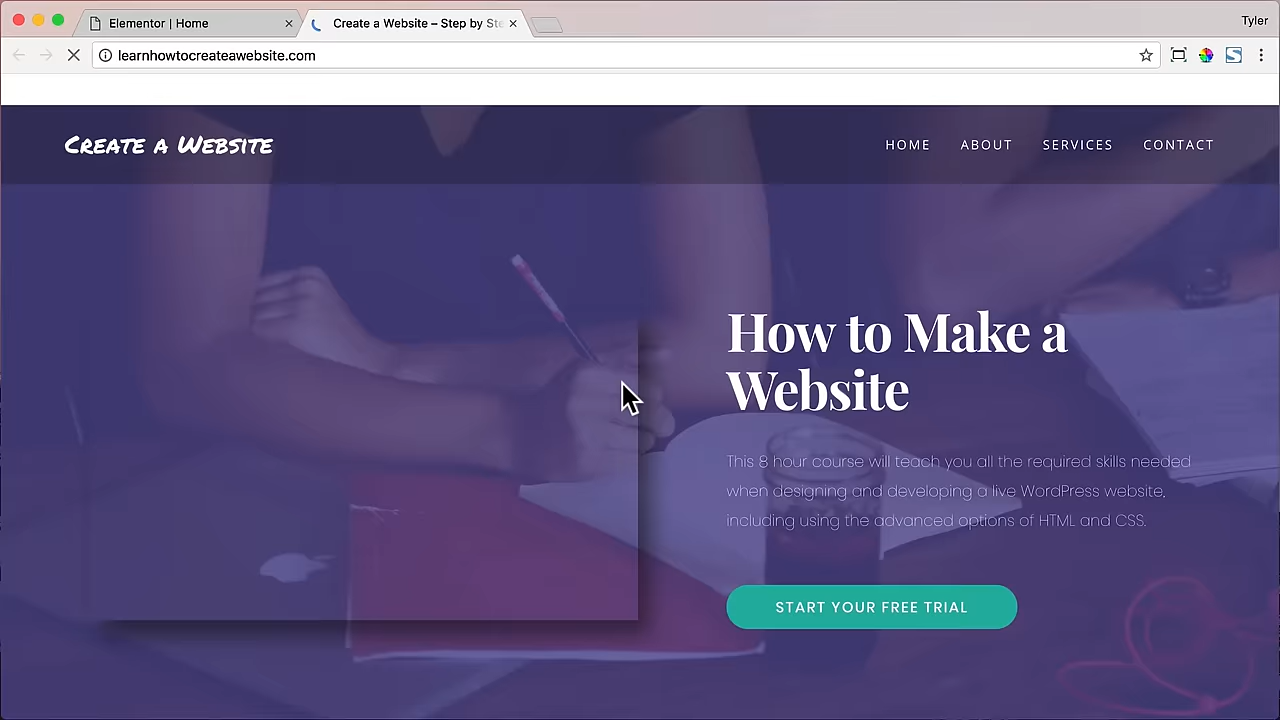 Elementor | Home
Create a Website – Step by Ste
Tyler
learnhowtocreateawebsite.com
Create a Website
HOME ABOUT SERVICES CONTACT
How to Make a
Website
This 8 hour course will teach you all the required skills needed
when designing and developing a live WordPress website,
including using the advanced options of HTML and CSS.
START YOUR FREE TRIAL